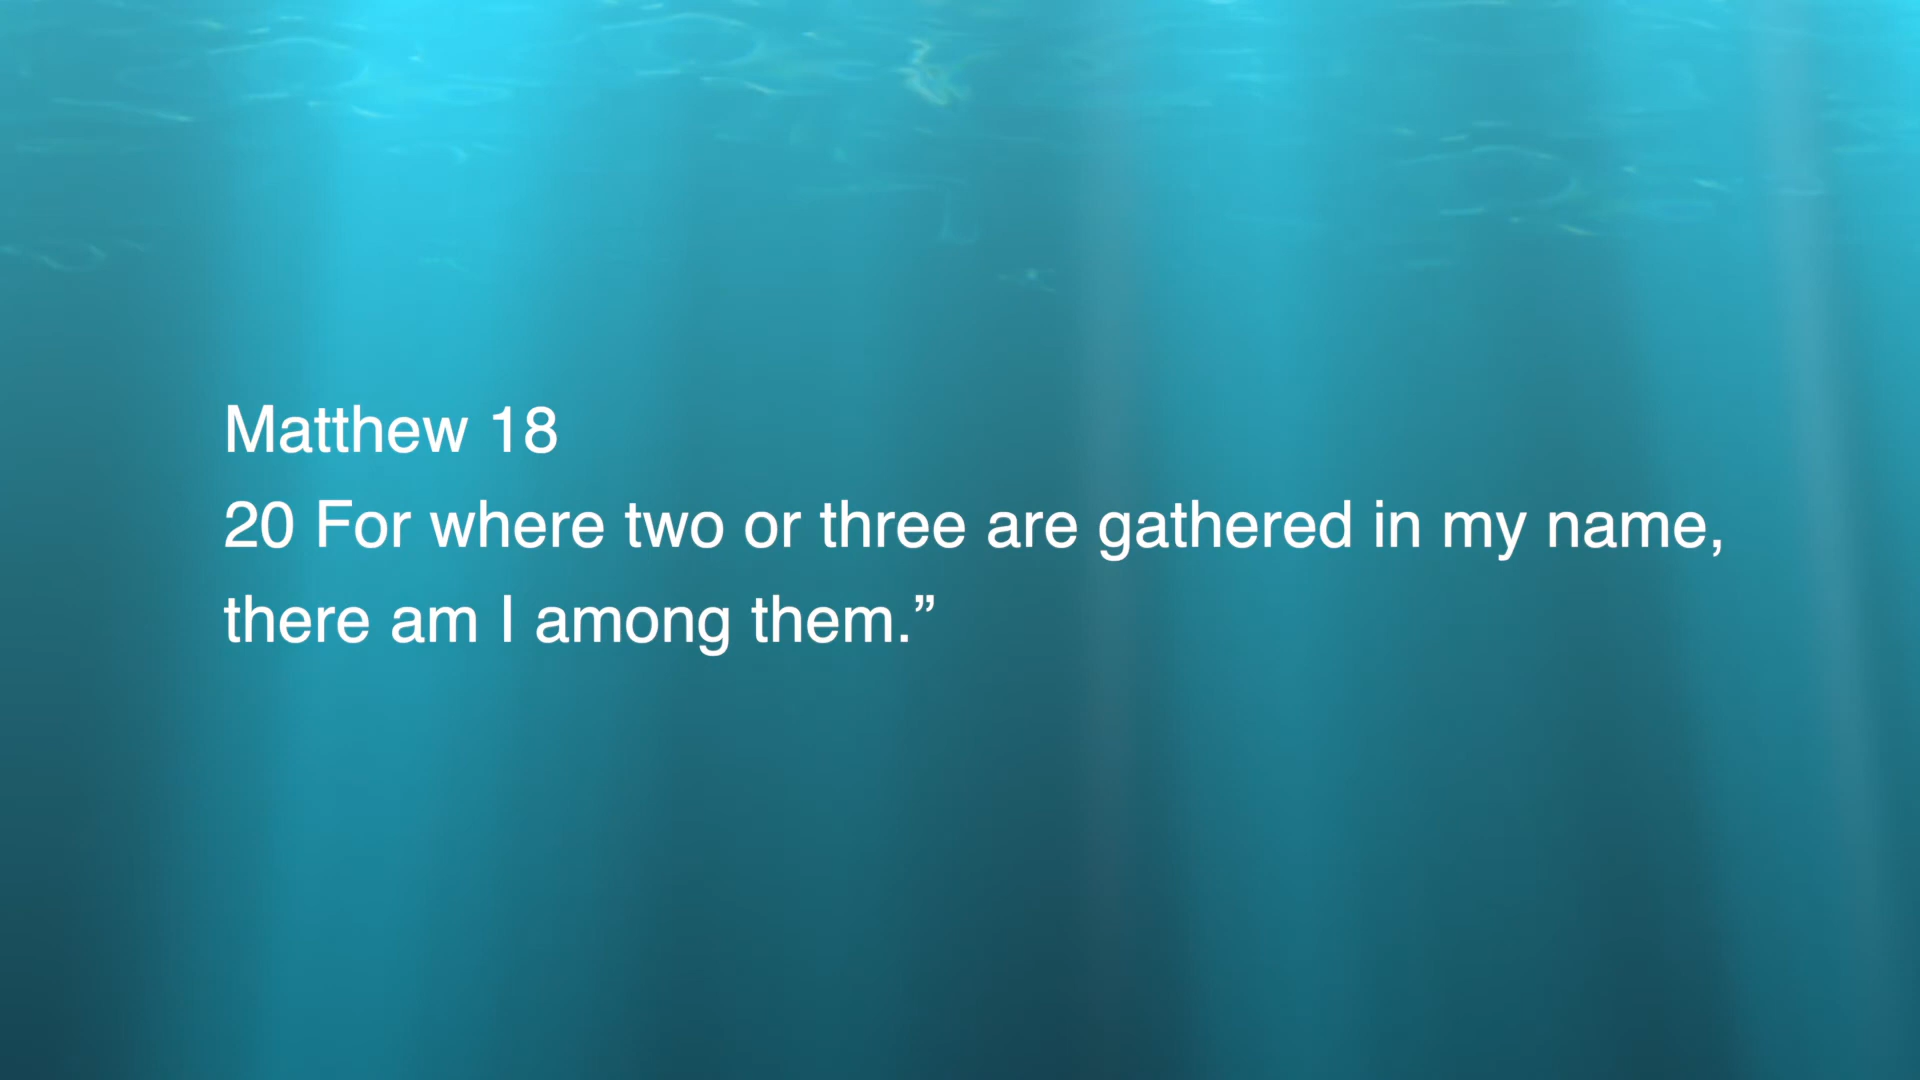 Matthew 18
20 For where two or three are gathered in my name,
there am I among them.”